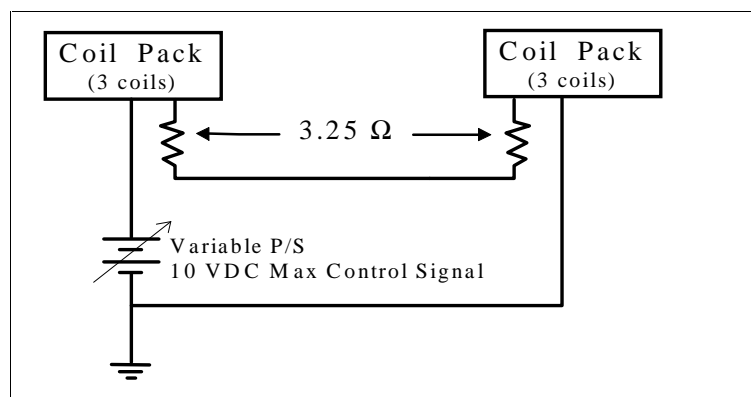 Coil Pack
(3 coils)
Coil Pack
(3 coils)
3.25 Ω
Variable P/S
10 VDC Max Control Signal